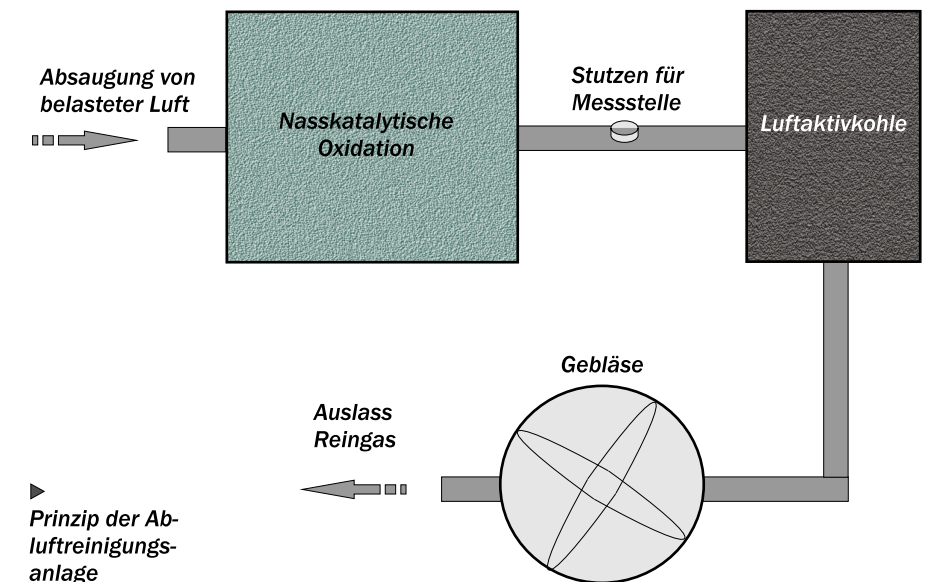 Absaugung von
belasteter Luft
Nasskatalytische
Oxidation
Stutzen für
Messstelle
Luftaktivkohle
Gebläse
Auslass
Reingas
Prinzip der Ab-
luftreinigungs-
anlage